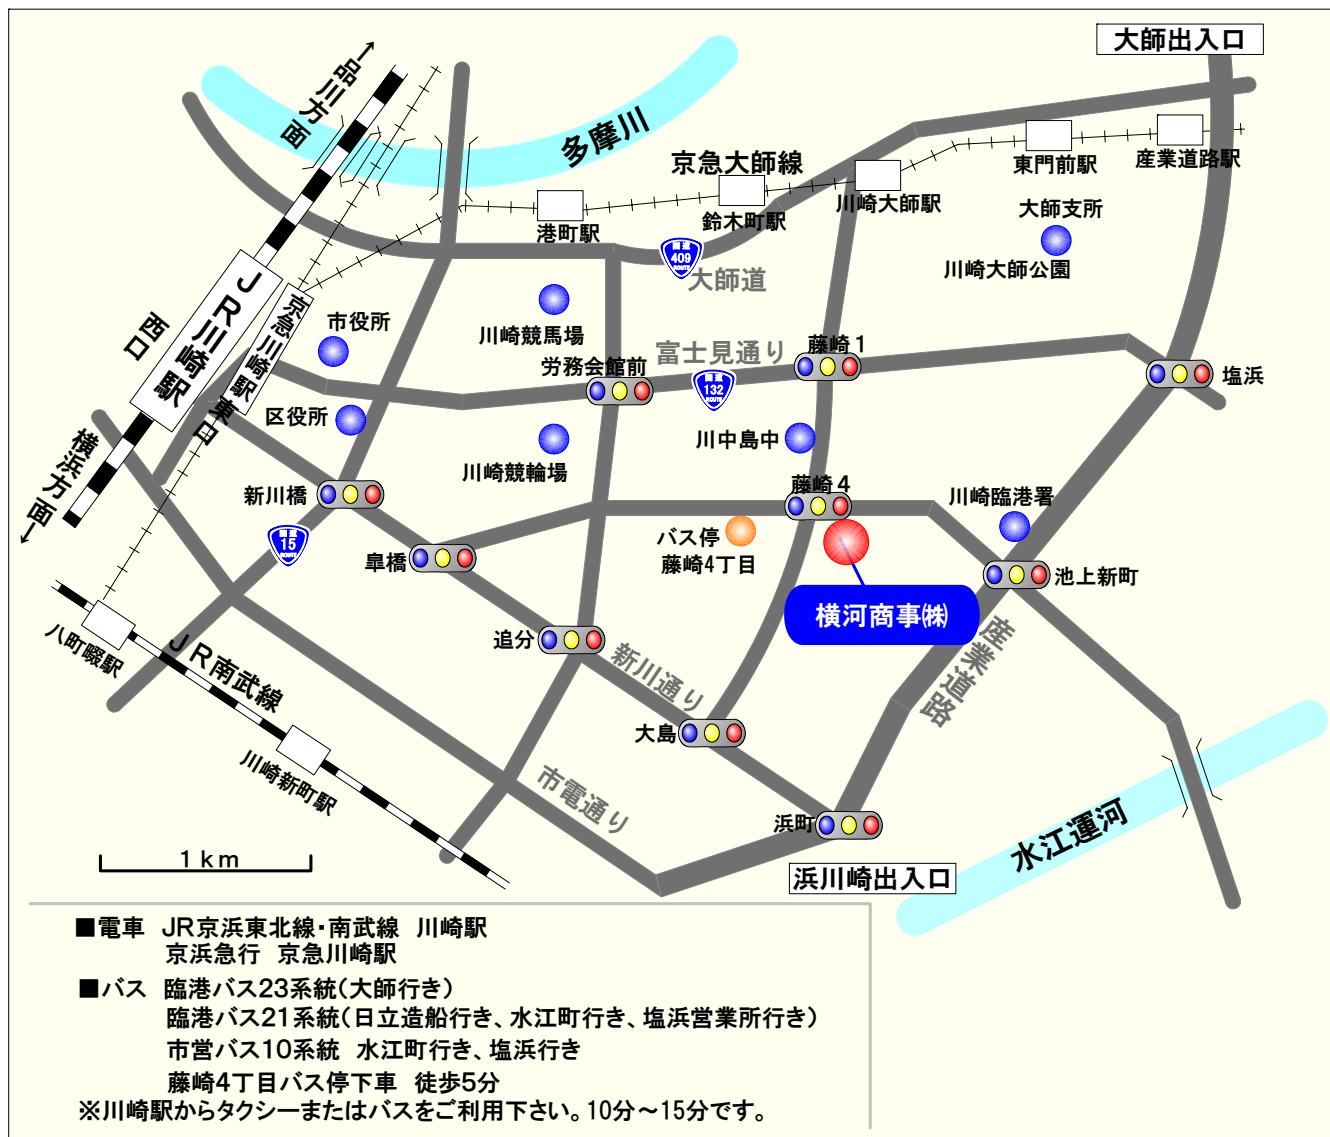 大師出入口
←品川方面
多摩川
京急大師線
東門前駅
産業道路駅
川崎大師駅
鈴木町駅
港町駅
大師支所
川崎大師公園
国道
409
ROUTE
大師道
JR川崎駅
京急川崎駅
西口
東口
市役所
川崎競馬場
富士見通り
藤崎1
労務会館前
国道
132
ROUTE
塩浜
区役所
川崎競輪場
川中島中
横浜方面→
新川橋
藤崎4
川崎臨港署
国道
15
ROUTE
皐橋
バス停
藤崎4丁目
池上新町
横河商事㈱
八町畷駅
JR南武線
追分
新川通り
産業道路
川崎新町駅
大島
市電通り
浜町
水江運河
1km
浜川崎出入口
■電車 JR京浜東北線・南武線 川崎駅
京浜急行 京急川崎駅
■バス 臨港バス23系統(大師行き)
臨港バス21系統(日立造船行き、水江町行き、塩浜営業所行き)
市営バス10系統 水江町行き、塩浜行き
藤崎4丁目バス停下車 徒歩5分
※川崎駅からタクシーまたはバスをご利用下さい。10分～15分です。